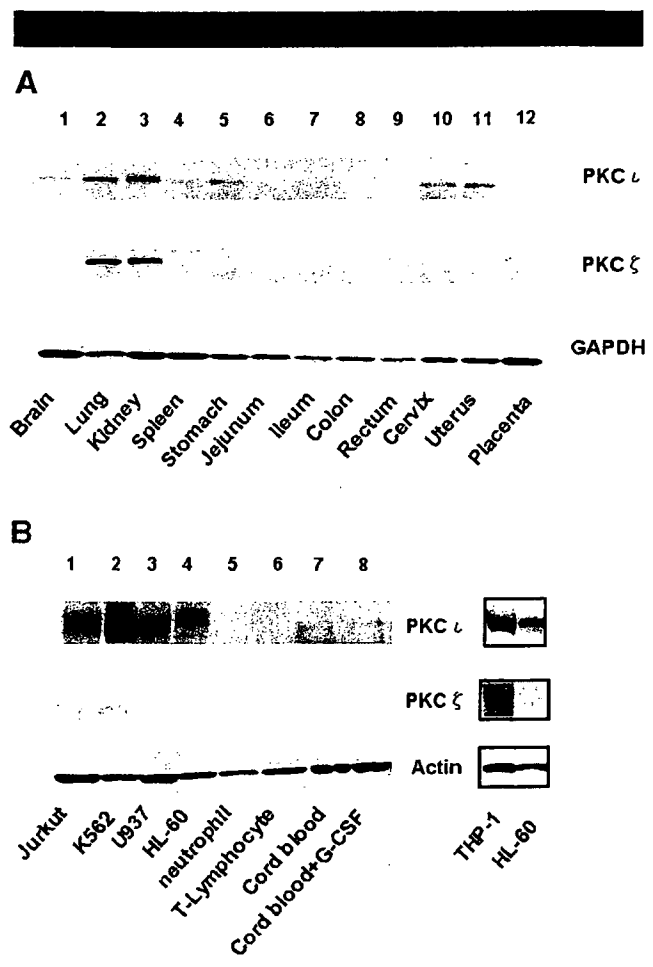 A
1 2 3 4 5 6 7 8 9 10 11 12
PKC ι
PKC ζ
GAPDH
Brain Lung Kidney Spleen Stomach Jejunum Ileum Colon Rectum Cervix Uterus Placenta
B
1 2 3 4 5 6 7 8
PKC ι
PKC ζ
Actin
Jurkut K562 U937 HL-60 neutrophil T-Lymphocyte Cord blood Cord blood+G-CSF THP-1 HL-60